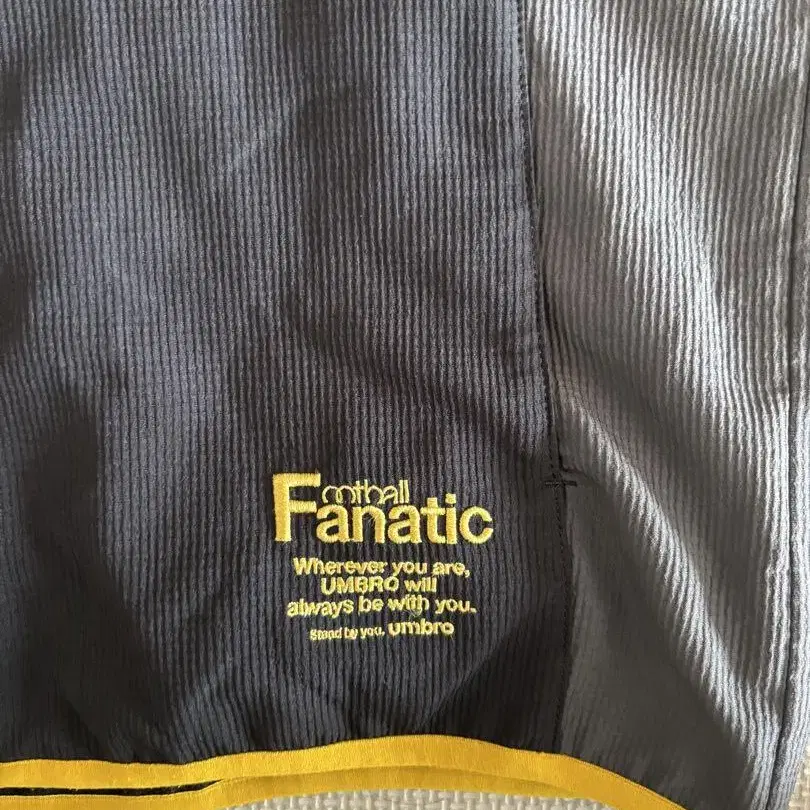 Football
Fanatic
Wherever you are,
UMBRO will
always be with you.
Stand by you, umbro